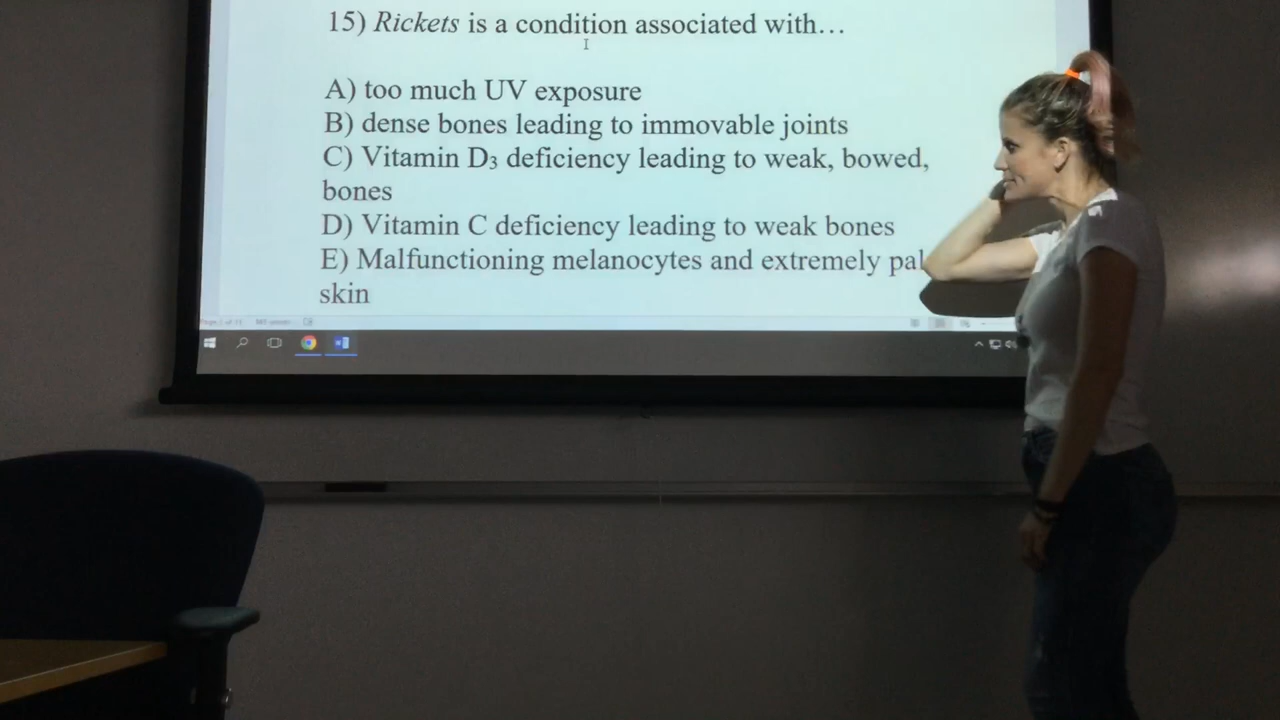 15) Rickets is a condition associated with…
A) too much UV exposure
B) dense bones leading to immovable joints
C) Vitamin D₃ deficiency leading to weak, bowed,
bones
D) Vitamin C deficiency leading to weak bones
E) Malfunctioning melanocytes and extremely pal
skin